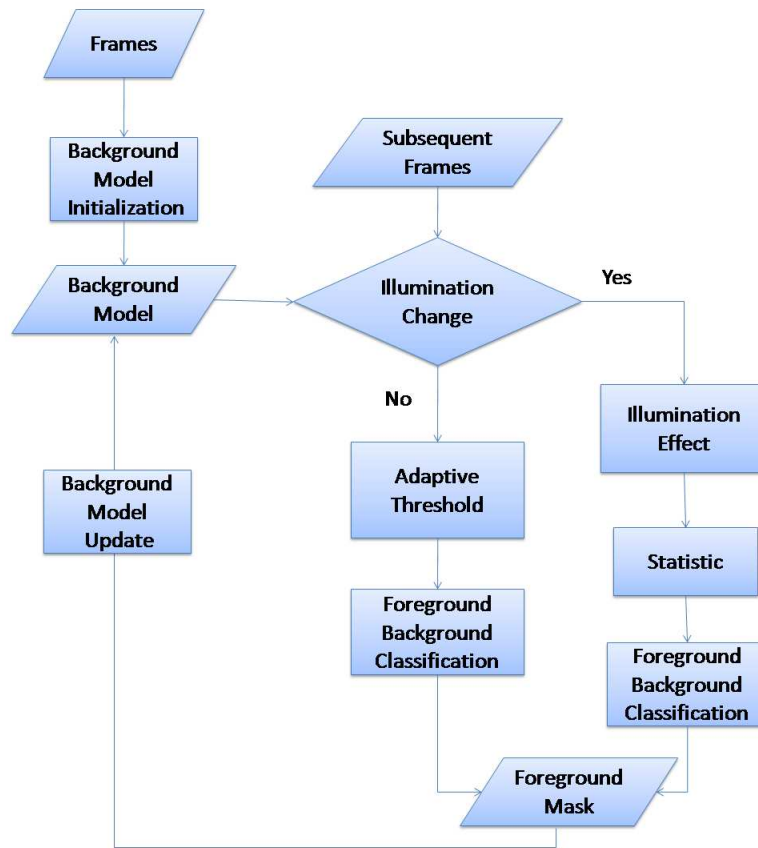 Frames
Background
Model
Initialization
Background
Model
Subsequent
Frames
Illumination
Change
Yes
No
Illumination
Effect
Adaptive
Threshold
Background
Model
Update
Statistic
Foreground
Background
Classification
Foreground
Background
Classification
Foreground
Mask